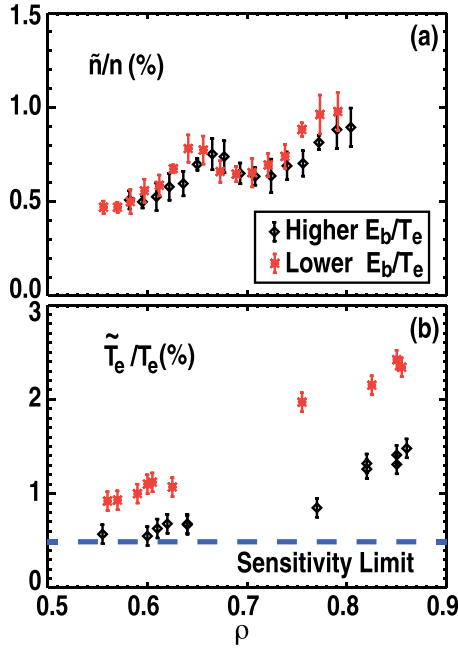 1.5
(a)
ñ/n (%)
1.0
0.5
Higher E_b/T_e
Lower E_b/T_e
0.0
3
(b)
T̃_e/T_e(%)
2
1
Sensitivity Limit
0
0.5 0.6 0.7 0.8 0.9
ρ